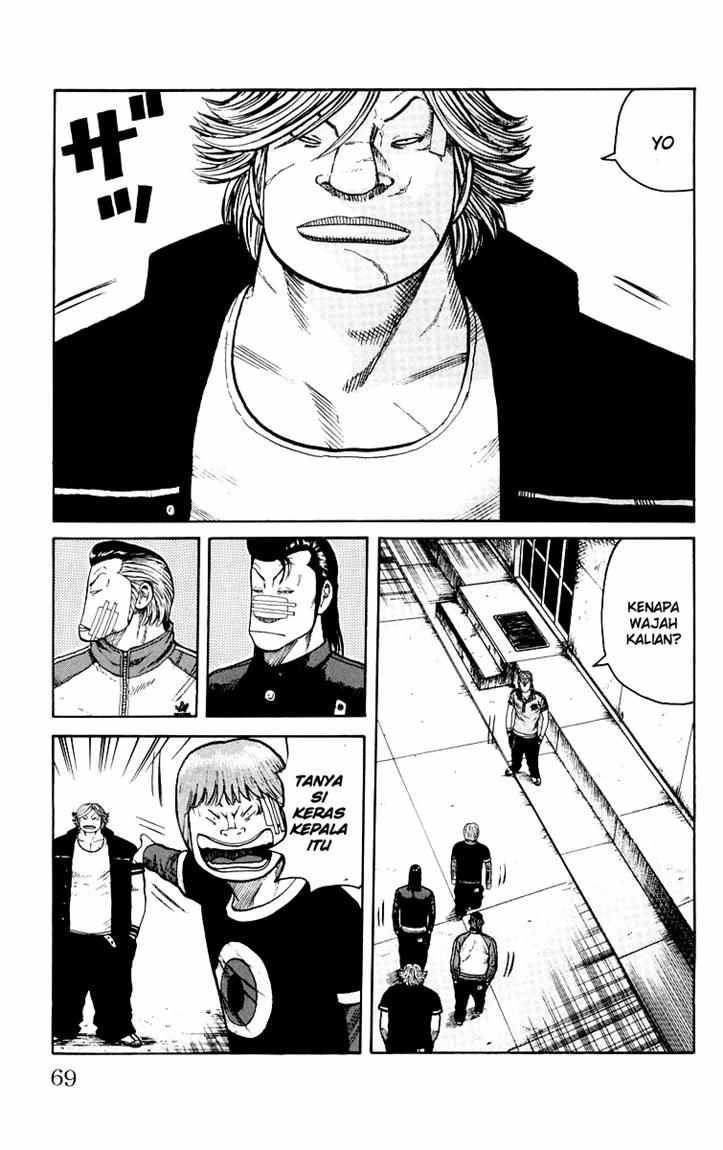 YO
ザッ
KENAPA
WAJAH
KALIAN?
TANYA
SI
KERAS
KEPALA
ITU
69